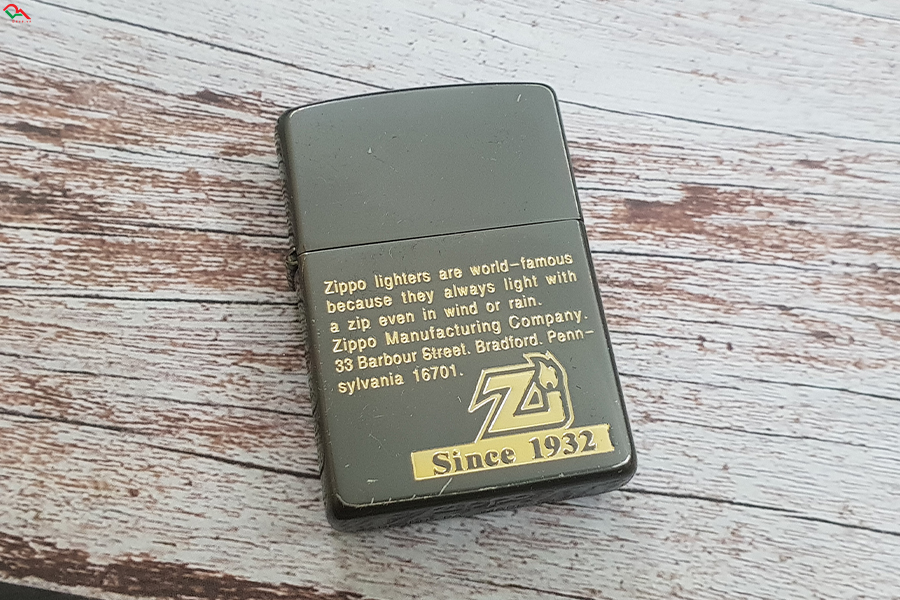 Zippo lighters are world-famous
because they always light with
a zip even in wind or rain.
Zippo Manufacturing Company.
33 Barbour Street. Bradford. Penn-
sylvania 16701.
Zi
Since 1932